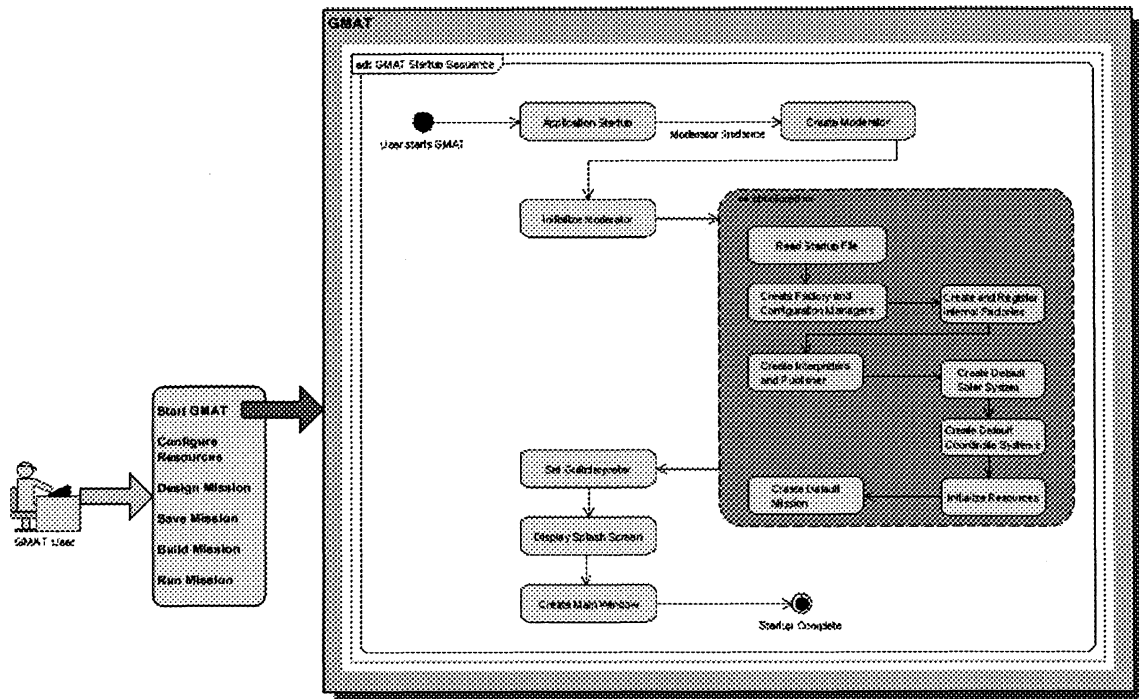 GMAT
ad: GMAT Startup Sequence
User starts GMAT
Application Startup
Moderator Instance
Create Moderator
Initialize Moderator
Read Startup File
Create Factory and
Configuration Managers
Create and Register
Internal Factories
Create Interpreters
and Publisher
Create Default
Solar System
Create Default
Coordinate Systems
Initialize Resources
Create Default
Mission
Set GuiInterpreter
Display Splash Screen
Create Main Window
Startup Complete
Start GMAT
Configure
Resources
Design Mission
Save Mission
Build Mission
Run Mission
GMAT User